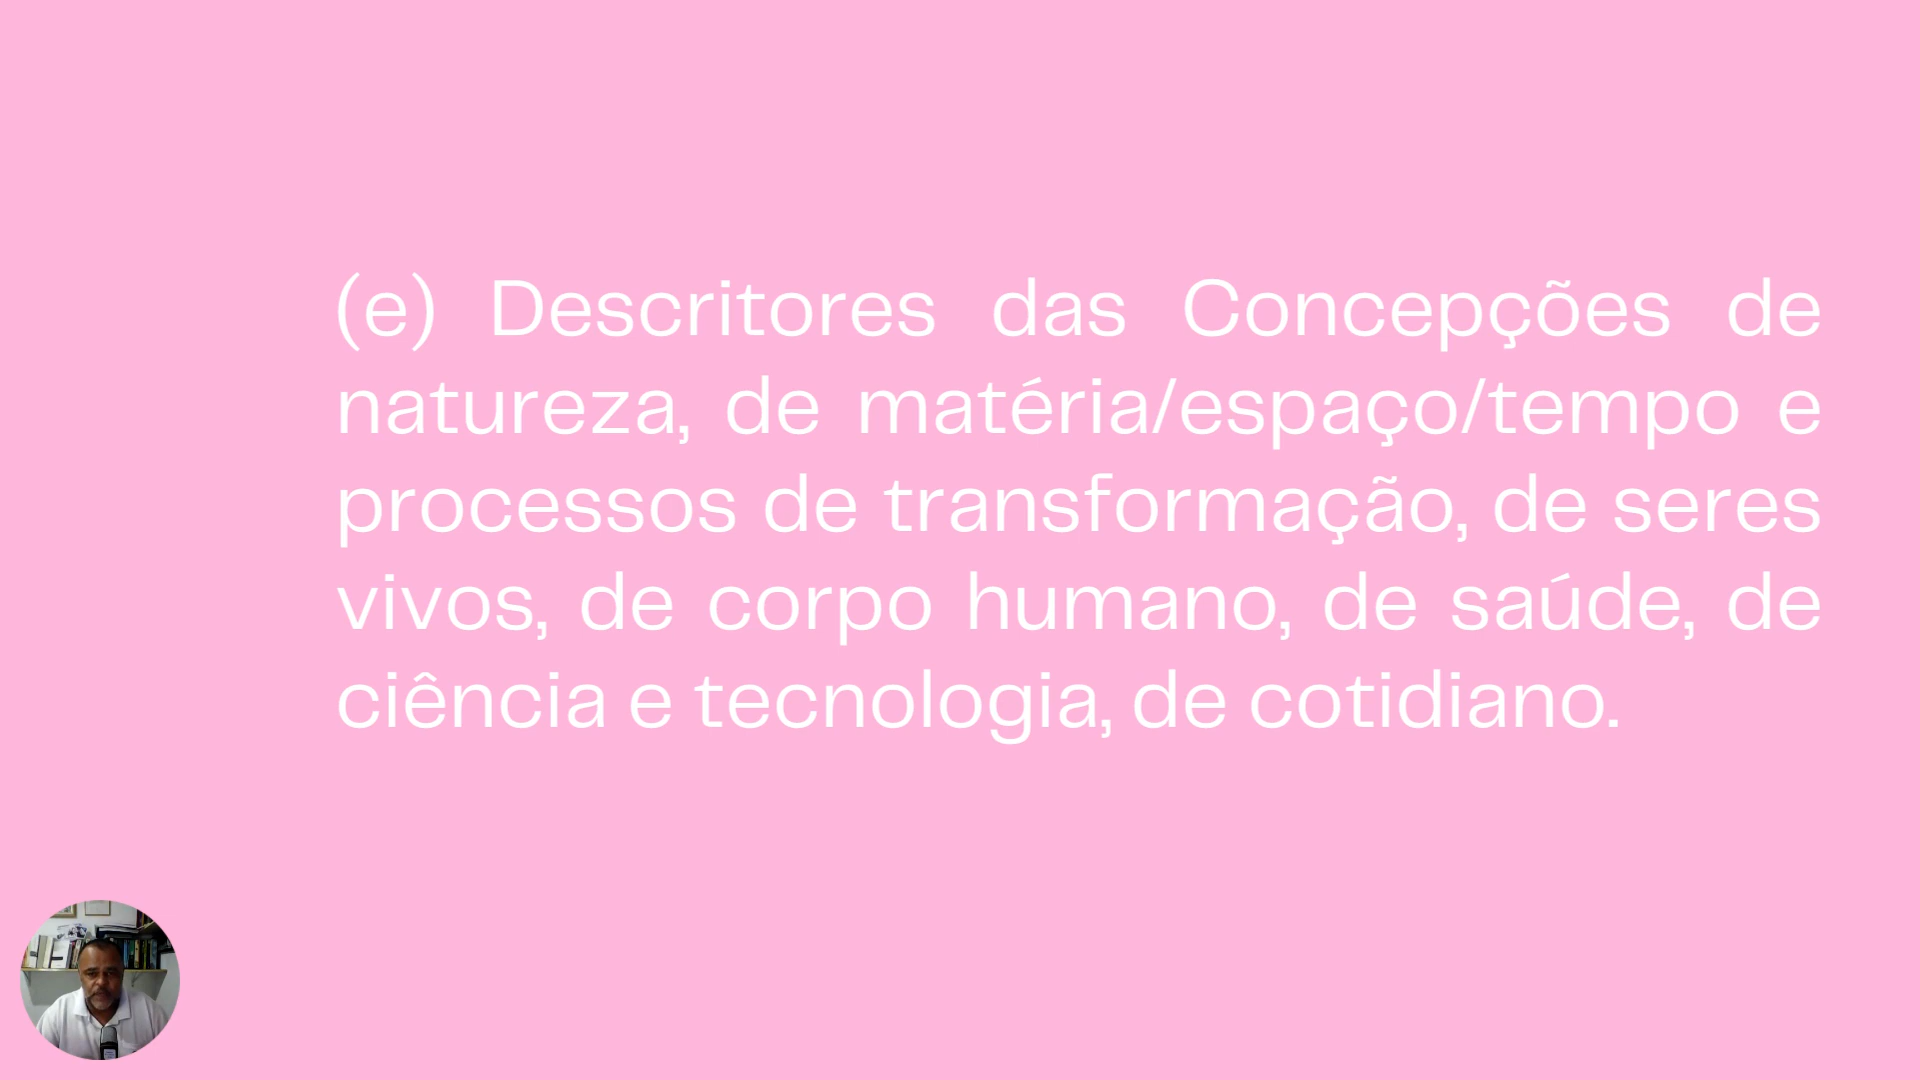 (e) Descritores das Concepções de
natureza, de matéria/espaço/tempo e
processos de transformação, de seres
vivos, de corpo humano, de saúde, de
ciência e tecnologia, de cotidiano.